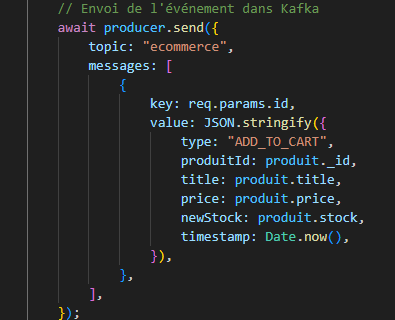 // Envoi de l'événement dans Kafka
await producer.send({
topic: "ecommerce",
messages: [
{
key: req.params.id,
value: JSON.stringify({
type: "ADD_TO_CART",
produitId: produit._id,
title: produit.title,
price: produit.price,
newStock: produit.stock,
timestamp: Date.now(),
}),
},
],
});